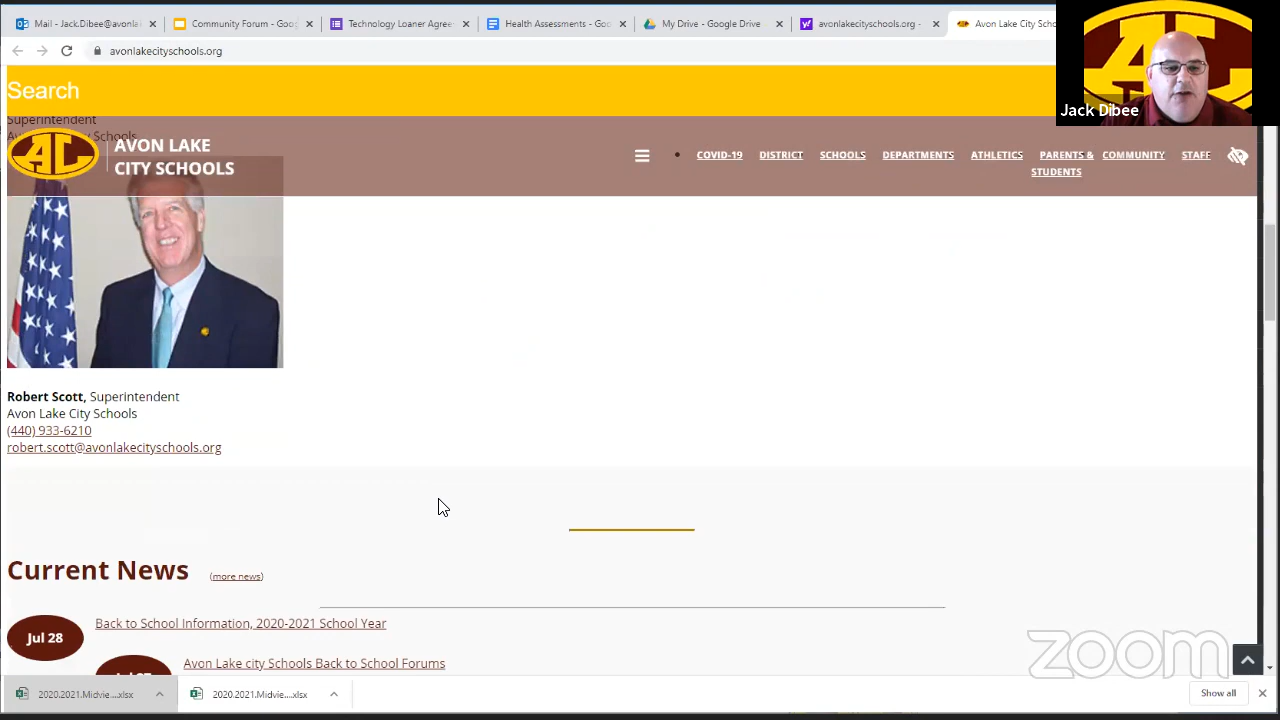 Mail - Jack.Dibee@avonl
Community Forum - Goo
Technology Loaner Agree
Health Assessments - Goo
My Drive - Google Drive
avonlakecityschools.org -
Avon Lake City Scho
avonlakecityschools.org
Search
Jack Dibee
Superintendent
Avon Lake City Schools
AL
AVON LAKE
CITY SCHOOLS
COVID-19
DISTRICT
SCHOOLS
DEPARTMENTS
ATHLETICS
PARENTS &
STUDENTS
COMMUNITY
STAFF
Robert Scott, Superintendent
Avon Lake City Schools
(440) 933-6210
robert.scott@avonlakecityschools.org
Current News (more news)
Jul 28
Back to School Information, 2020-2021 School Year
Avon Lake city Schools Back to School Forums
zoom
2020.2021.Midvie....xlsx
2020.2021.Midvie....xlsx
Show all